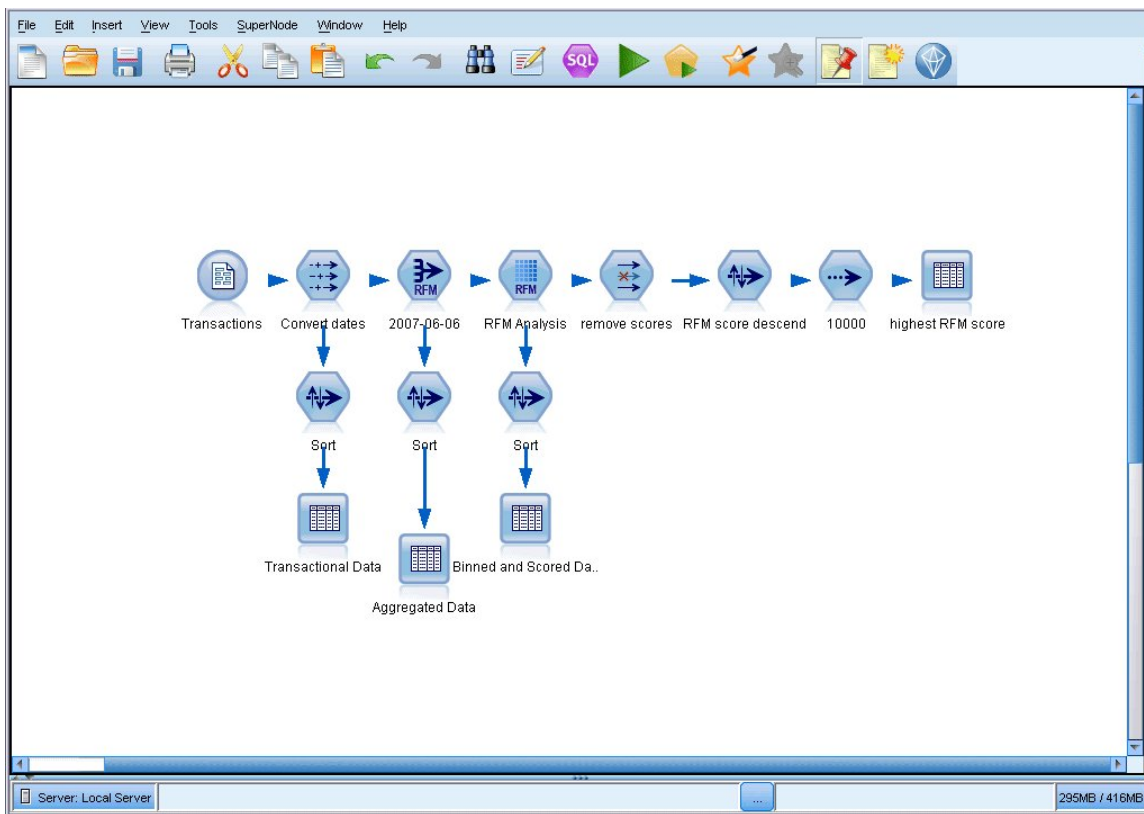 File Edit Insert View Tools SuperNode Window Help
SQL
RFM
RFM
Transactions Convert dates 2007-06-06 RFM Analysis remove scores RFM score descend 10000 highest RFM score
Sort Sort Sort
Transactional Data
Binned and Scored Da..
Aggregated Data
Server: Local Server ... 295MB / 416MB